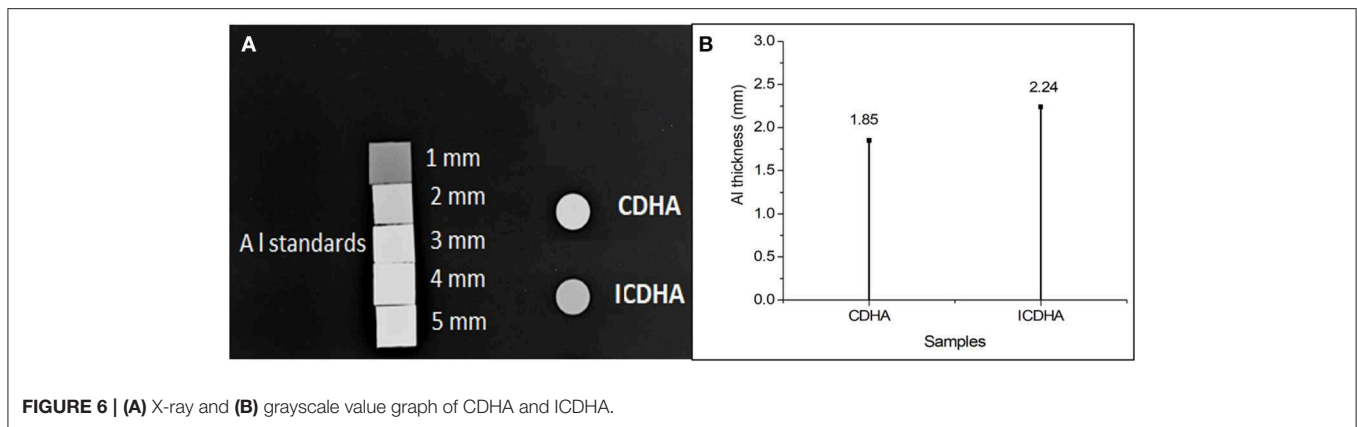 A
1 mm
2 mm
Al standards
3 mm
4 mm
5 mm
CDHA
ICDHA
B
3.0
2.5
2.0
1.5
1.0
0.5
0.0
Al thickness (mm)
1.85
2.24
CDHA
ICDHA
Samples
FIGURE 6 | (A) X-ray and (B) grayscale value graph of CDHA and ICDHA.